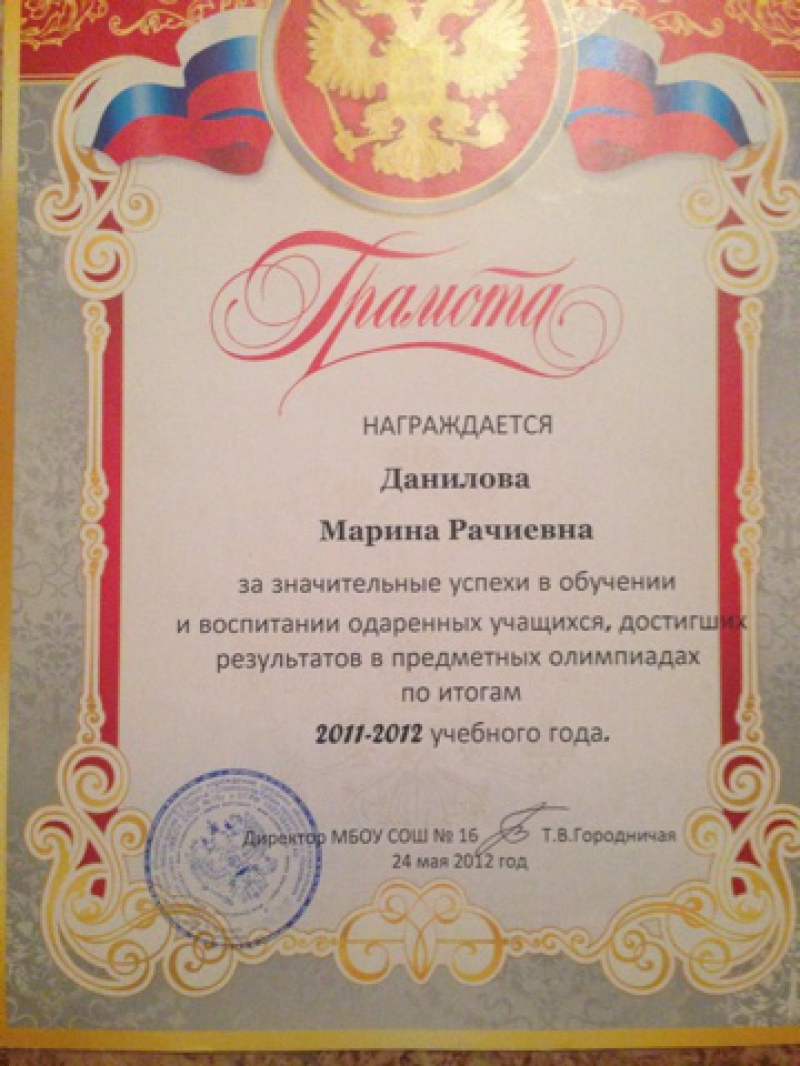 Грамота
НАГРАЖДАЕТСЯ
Данилова
Марина Рачиевна
за значительные успехи в обучении
и воспитании одаренных учащихся, достигших
результатов в предметных олимпиадах
по итогам
2011-2012 учебного года.
Директор МБОУ СОШ № 16 Т.В.Городничая
24 мая 2012 год